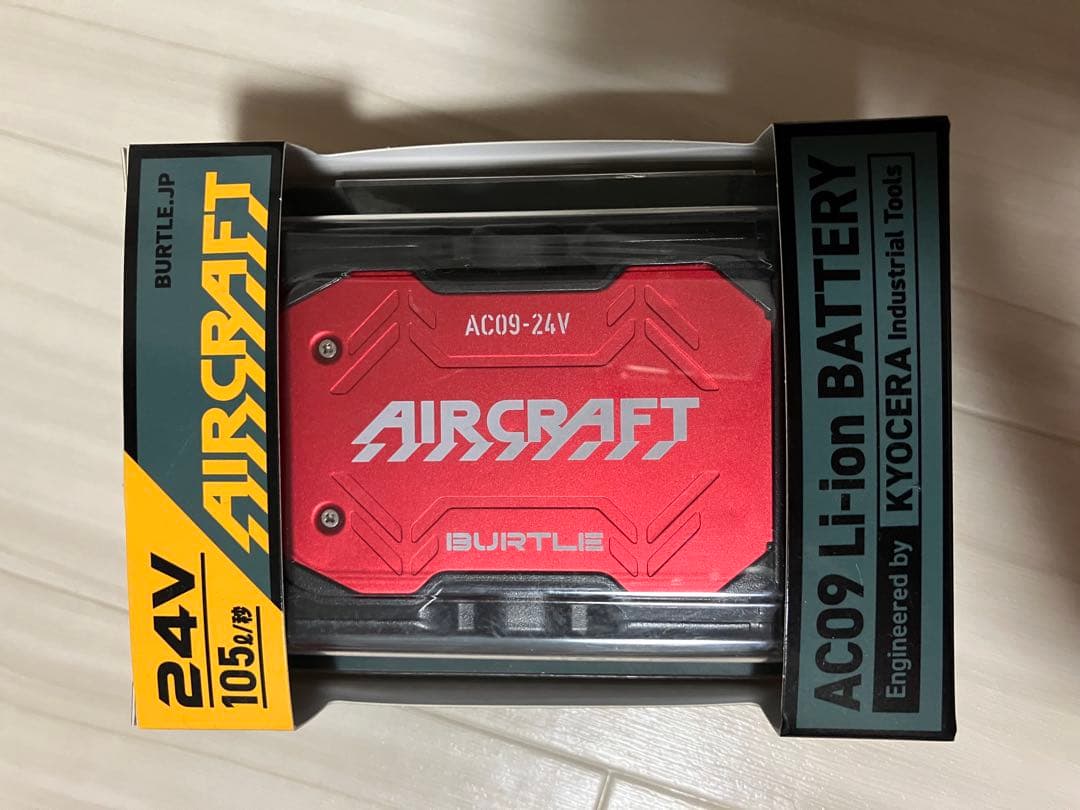 BURTLE.JP
AIRCRAFT
24V
105ℓ/秒
AC09-24V
AIRCRAFT
BURTLE
AC09 Li-ion BATTERY
Engineered by KYOCERA Industrial Tools